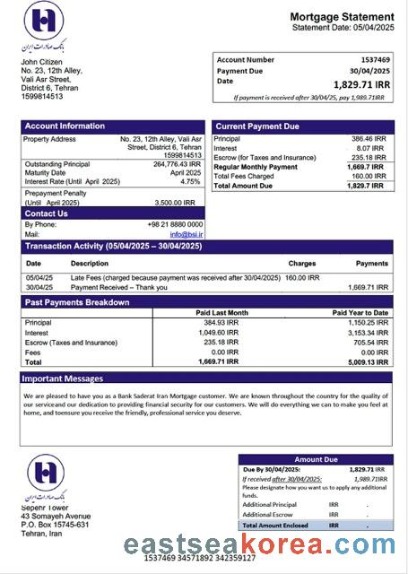 Mortgage Statement
Statement Date: 05/04/2025
بانک صادرات ایران
John Citizen
No. 23, 12th Alley,
Vali Asr Street,
District 6, Tehran
1599814513
Account Number 1537469
Payment Due 30/04/2025
Date 1,829.71 IRR
If payment is received after 30/04/25, pay 1,989.71IRR
Account Information
Property Address No. 23, 12th Alley, Vali Asr
Street, District 6, Tehran
1599814513
Outstanding Principal 264,776.43 IRR
Maturity Date April 2025
Interest Rate (Until April 2025) 4.75%
Prepayment Penalty
(Until April 2025) 3,500.00 IRR
Contact Us
By Phone: +98 21 8880 0000
Mail: info@bsi.ir
Current Payment Due
Principal 386.46 IRR
Interest 8.07 IRR
Escrow (for Taxes and Insurance) 235.18 IRR
Regular Monthly Payment 1,669.7 IRR
Total Fees Charged 160.00 IRR
Total Amount Due 1,829.7 IRR
Transaction Activity (05/04/2025 – 30/04/2025)
Date Description Charges Payments
05/04/25 Late Fees (charged because payment was received after 30/04/2025) 160.00 IRR
30/04/25 Payment Received – Thank you 1,669.71 IRR
Past Payments Breakdown
Paid Last Month Paid Year to Date
Principal 384.93 IRR 1,150.25 IRR
Interest 1,049.60 IRR 3,153.34 IRR
Escrow (Taxes and Insurance) 235.18 IRR 705.54 IRR
Fees 0.00 IRR 0.00 IRR
Total 1,669.71 IRR 5,009.13 IRR
Important Messages
We are pleased to have you as a Bank Saderat Iran Mortgage customer. We are known throughout the country for the quality of
our serviceand our dedication to providing financial security for our customers. We will do everything we can to make you feel at
home, and toensure you receive the friendly, professional service you deserve.
بانک صادرات ایران
Sepehr Tower
43 Somayeh Avenue
P.O. Box 15745-631
Tehran, Iran
Amount Due
Due By 30/04/2025: 1,829.71 IRR
If received after 30/04/2025: 1,989.71IRR
Please designate how you want us to apply any additional
funds.
Additional Principal IRR .
Additional Escrow IRR .
Total Amount Enclosed IRR .
eastseakorea.com
1537469 34571892 342359127